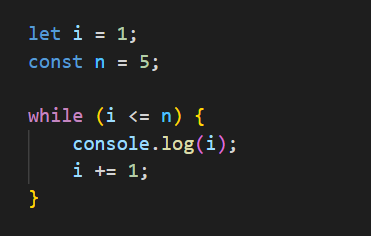 let i = 1;
const n = 5;

while (i <= n) {
    console.log(i);
    i += 1;
}